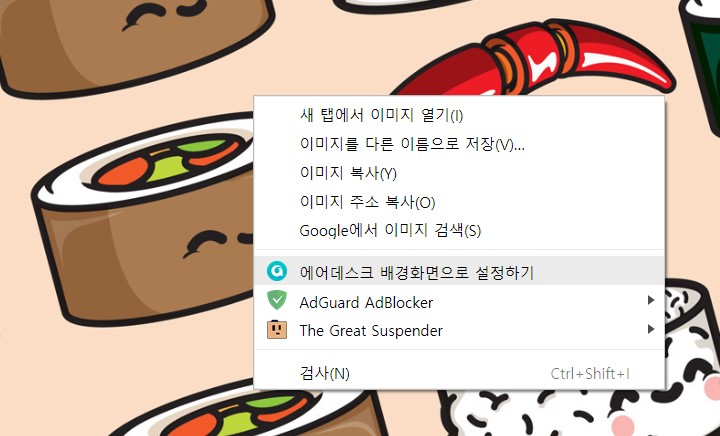 새 탭에서 이미지 열기(I)
이미지를 다른 이름으로 저장(V)...
이미지 복사(Y)
이미지 주소 복사(O)
Google에서 이미지 검색(S)
에어데스크 배경화면으로 설정하기
AdGuard AdBlocker
The Great Suspender
검사(N) Ctrl+Shift+I